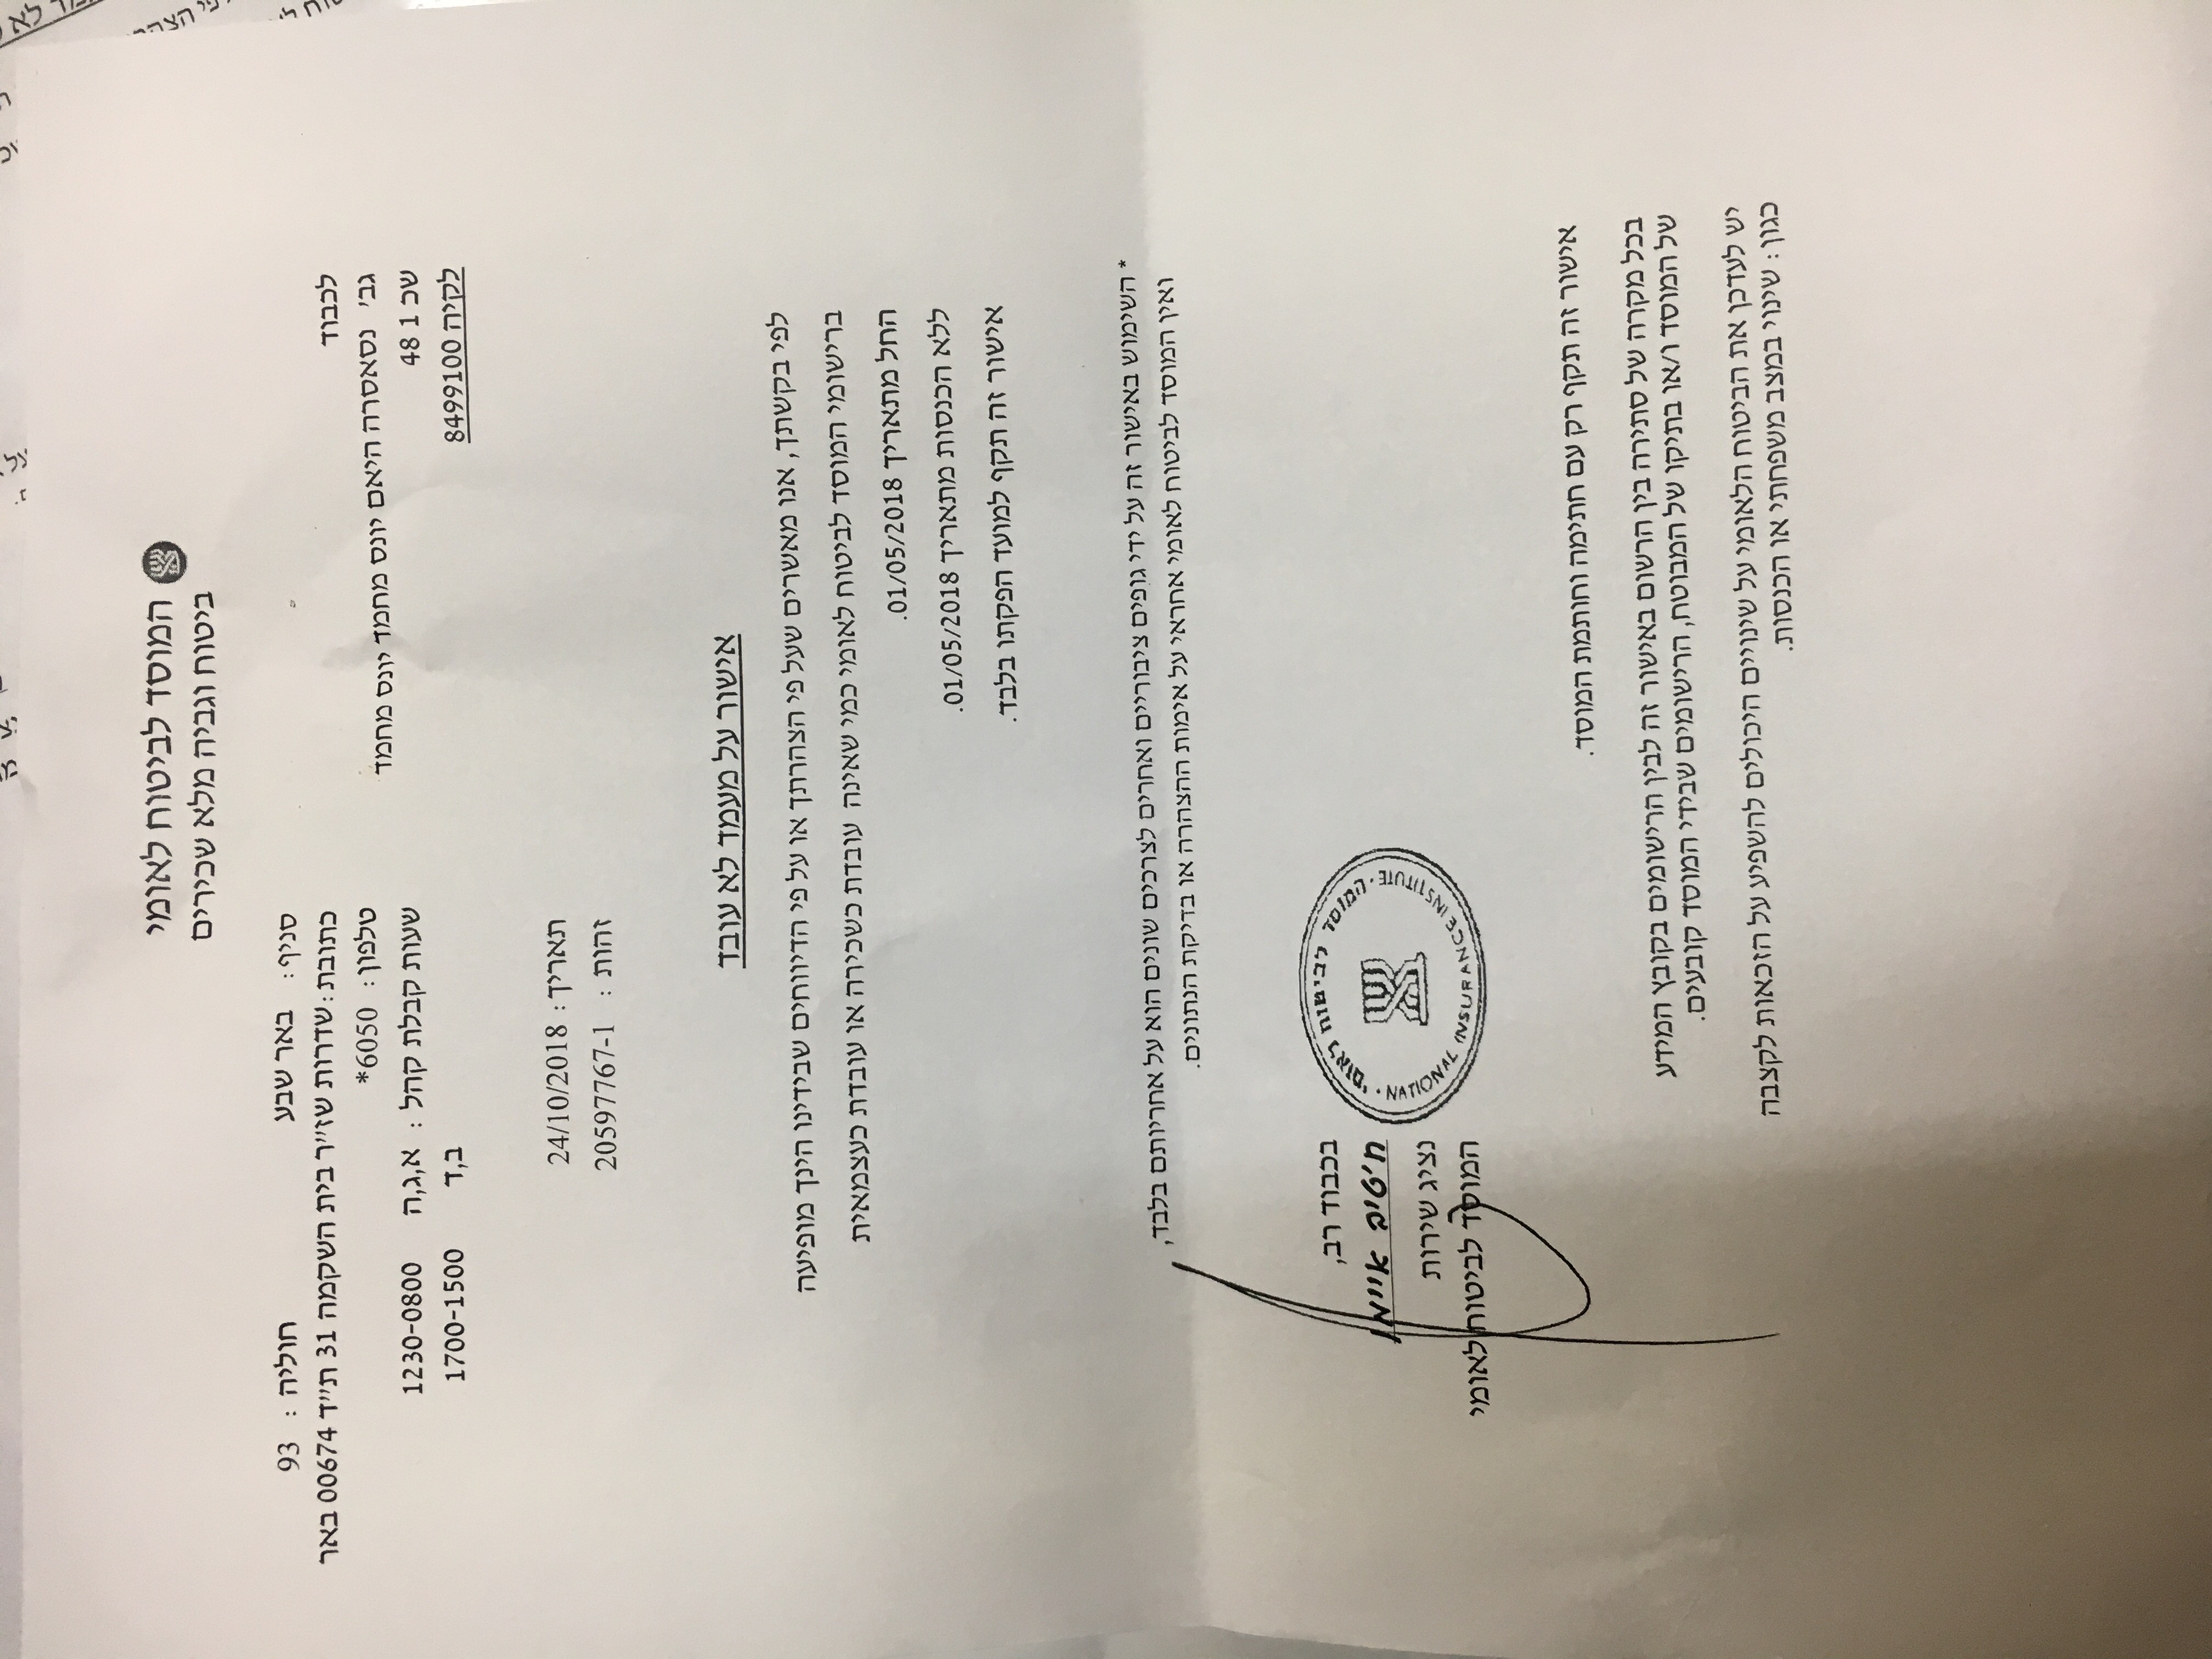 המוסד לביטוח לאומי
ביטוח וגביה מלא שכירים
סניף: באר שבע חוליה: 93
כתובת: שדרות שז״ר בית השקמה 31 ת״ד 00674 באר
טלפון: 6050*
שעות קבלת קהל: א,ג,ה 1230-0800
ב,ד 1700-1500
לכבוד
גב׳ נסאסרה היאם יונס מחמד יונס מחמד
שכ 1 48
לקיה 8499100
תאריך: 24/10/2018
זהות: 20597767-1
אישור על מעמד לא עובד
לפי בקשתך, אנו מאשרים שעל פי הצהרתך או על פי הדיווחים שבידינו הינך מופיעה
ברישומי המוסד לביטוח לאומי כמי שאינה עובדת כשכירה או עובדת כעצמאית
החל מתאריך 01/05/2018.
ללא הכנסות מתאריך 01/05/2018.
אישור זה תקף למועד הפקתו בלבד.
* השימוש באישור זה על ידי גופים ציבוריים ואחרים לצרכים שונים הוא על אחריותם בלבד,
ואין המוסד לביטוח לאומי אחראי על אימות ההצהרה או בדיקת הנתונים.
בכבוד רב,
ח'טיב איימן
נציג שירות
המוסד לביטוח לאומי
המוסד לביטוח לאומי
NATIONAL INSURANCE INSTITUTE
אישור זה תקף רק עם חתימה וחותמת המוסד.
בכל מקרה של סתירה בין הרשום באישור זה לבין הרישומים בקובץ המידע
של המוסד ו/או בתיקו של המבוטח, הרישומים שבידי המוסד קובעים.
יש לעדכן את הביטוח הלאומי על שינויים היכולים להשפיע על הזכאות לקצבה
כגון: שינוי במצב משפחתי או הכנסות.